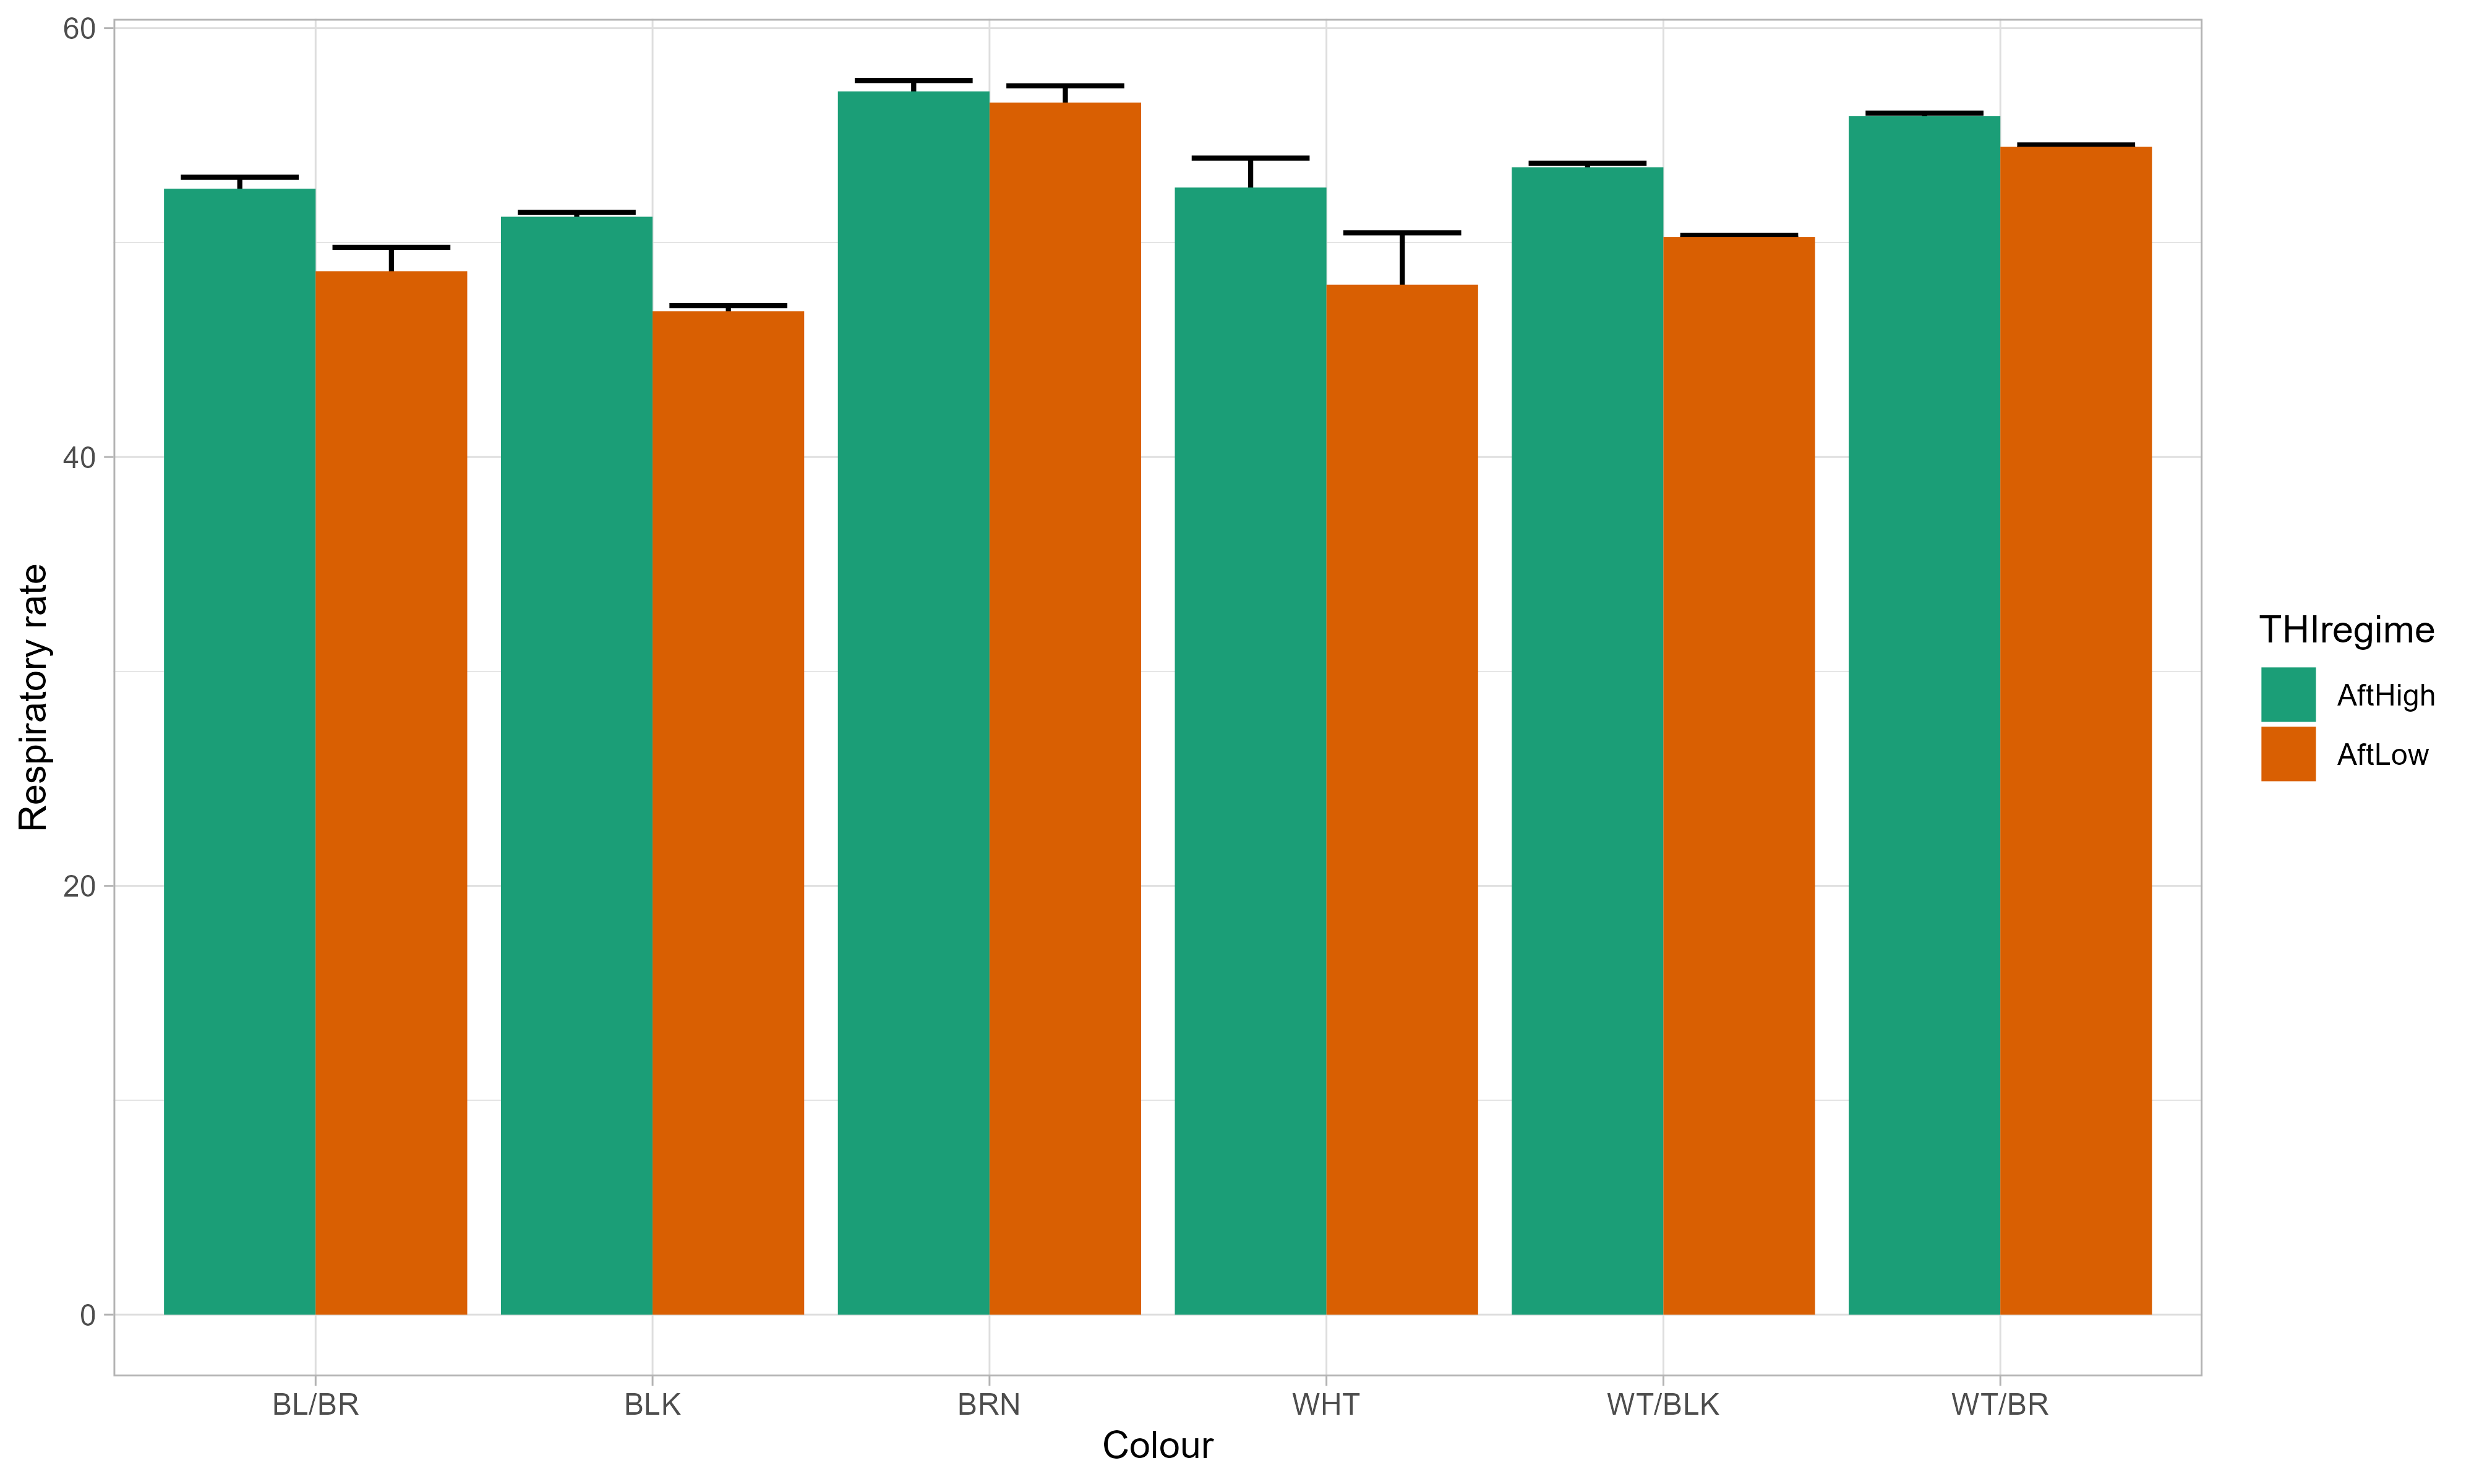 60
40
20
0
Respiratory rate
BL/BR BLK BRN WHT WT/BLK WT/BR
Colour
THIregime
AftHigh
AftLow